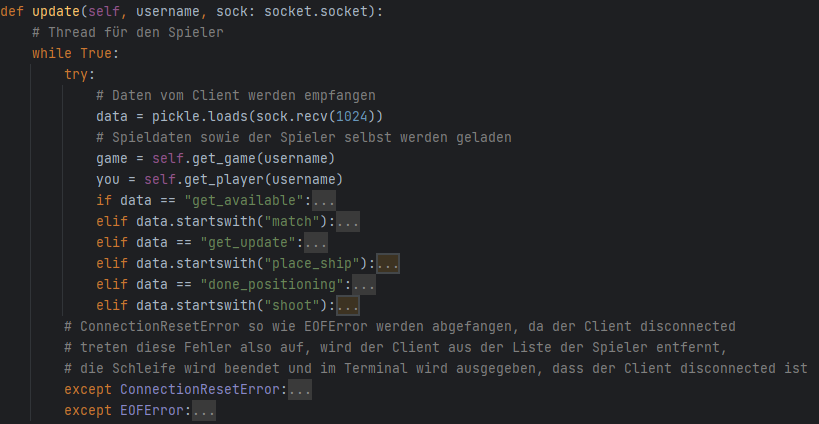 def update(self, username, sock: socket.socket):
# Thread für den Spieler
while True:
try:
# Daten vom Client werden empfangen
data = pickle.loads(sock.recv(1024))
# Spieldaten sowie der Spieler selbst werden geladen
game = self.get_game(username)
you = self.get_player(username)
if data == "get_available":...
elif data.startswith("match"):...
elif data == "get_update":...
elif data.startswith("place_ship"):...
elif data == "done_positioning":...
elif data.startswith("shoot"):...
# ConnectionResetError so wie EOFError werden abgefangen, da der Client disconnected
# treten diese Fehler also auf, wird der Client aus der Liste der Spieler entfernt,
# die Schleife wird beendet und im Terminal wird ausgegeben, dass der Client disconnected ist
except ConnectionResetError:...
except EOFError:...